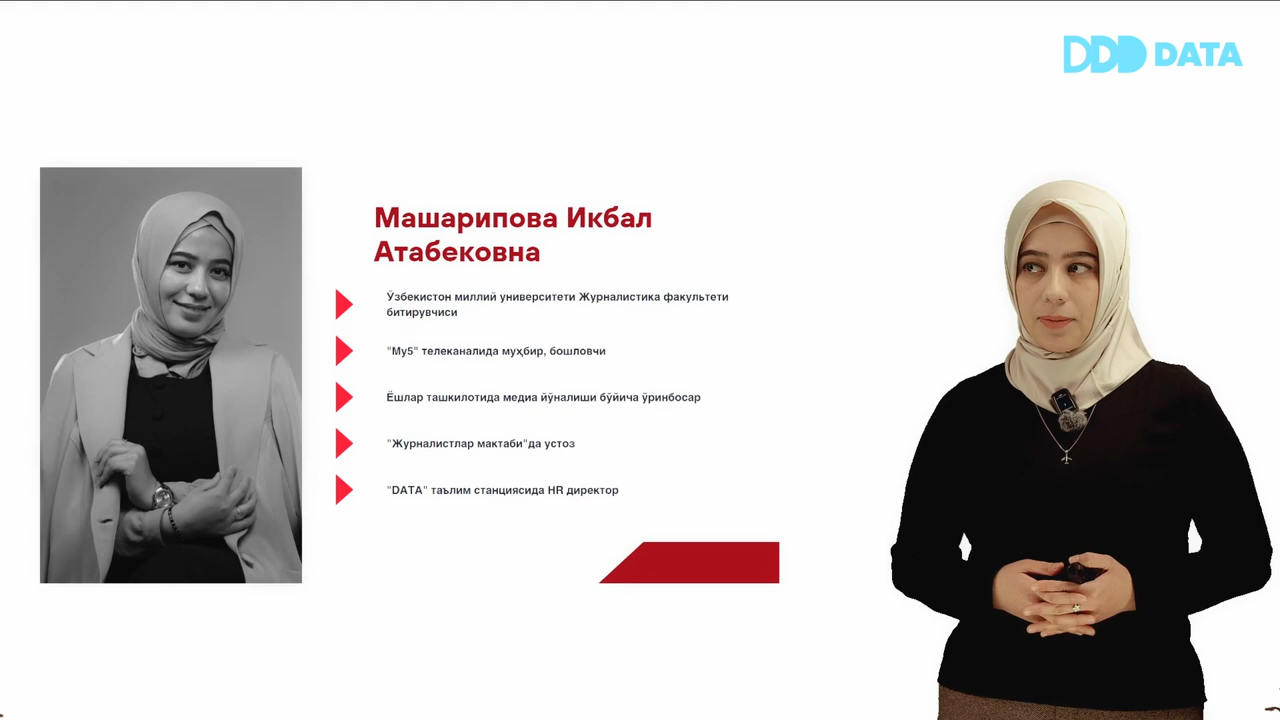 DATA
Машарипова Икбал
Атабековна
Ўзбекистон миллий университети Журналистика факультети
битирувчиси
"Му5" телеканалида муҳбир, бошловчи
Ёшлар ташкилотида медиа йўналиши бўйича ўринбосар
"Журналистлар мактаби"да устоз
"DATA" таълим станциясида HR директор